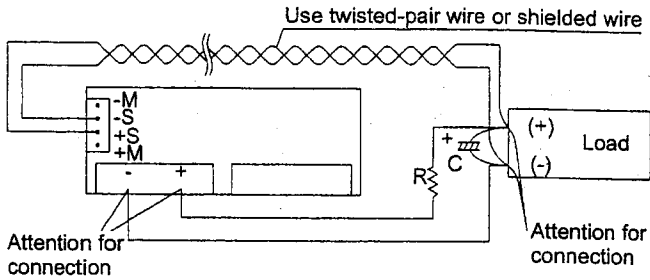 Use twisted-pair wire or shielded wire
-M
-S
+S
+M
- +
R
+
C
(+)
(-)
Load
Attention for
connection
Attention for
connection